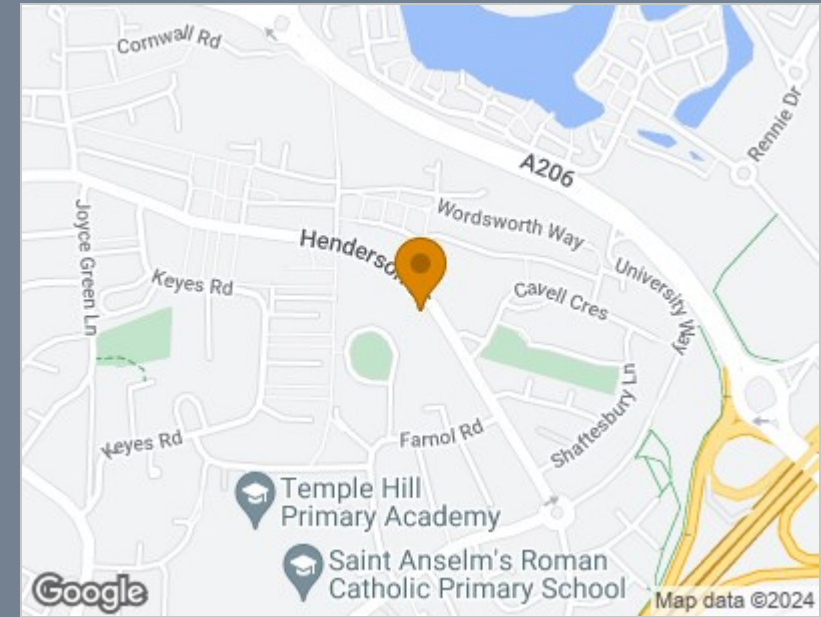 Cornwall Rd
Rennie Dr
A206
Joyce Green Ln
Wordsworth Way
Henderson
University Way
Keyes Rd
Cavell Cres
Shaftesbury Ln
Farnol Rd
Keyes Rd
Temple Hill
Primary Academy
Saint Anselm's Roman
Catholic Primary School
Google
Map data ©2024